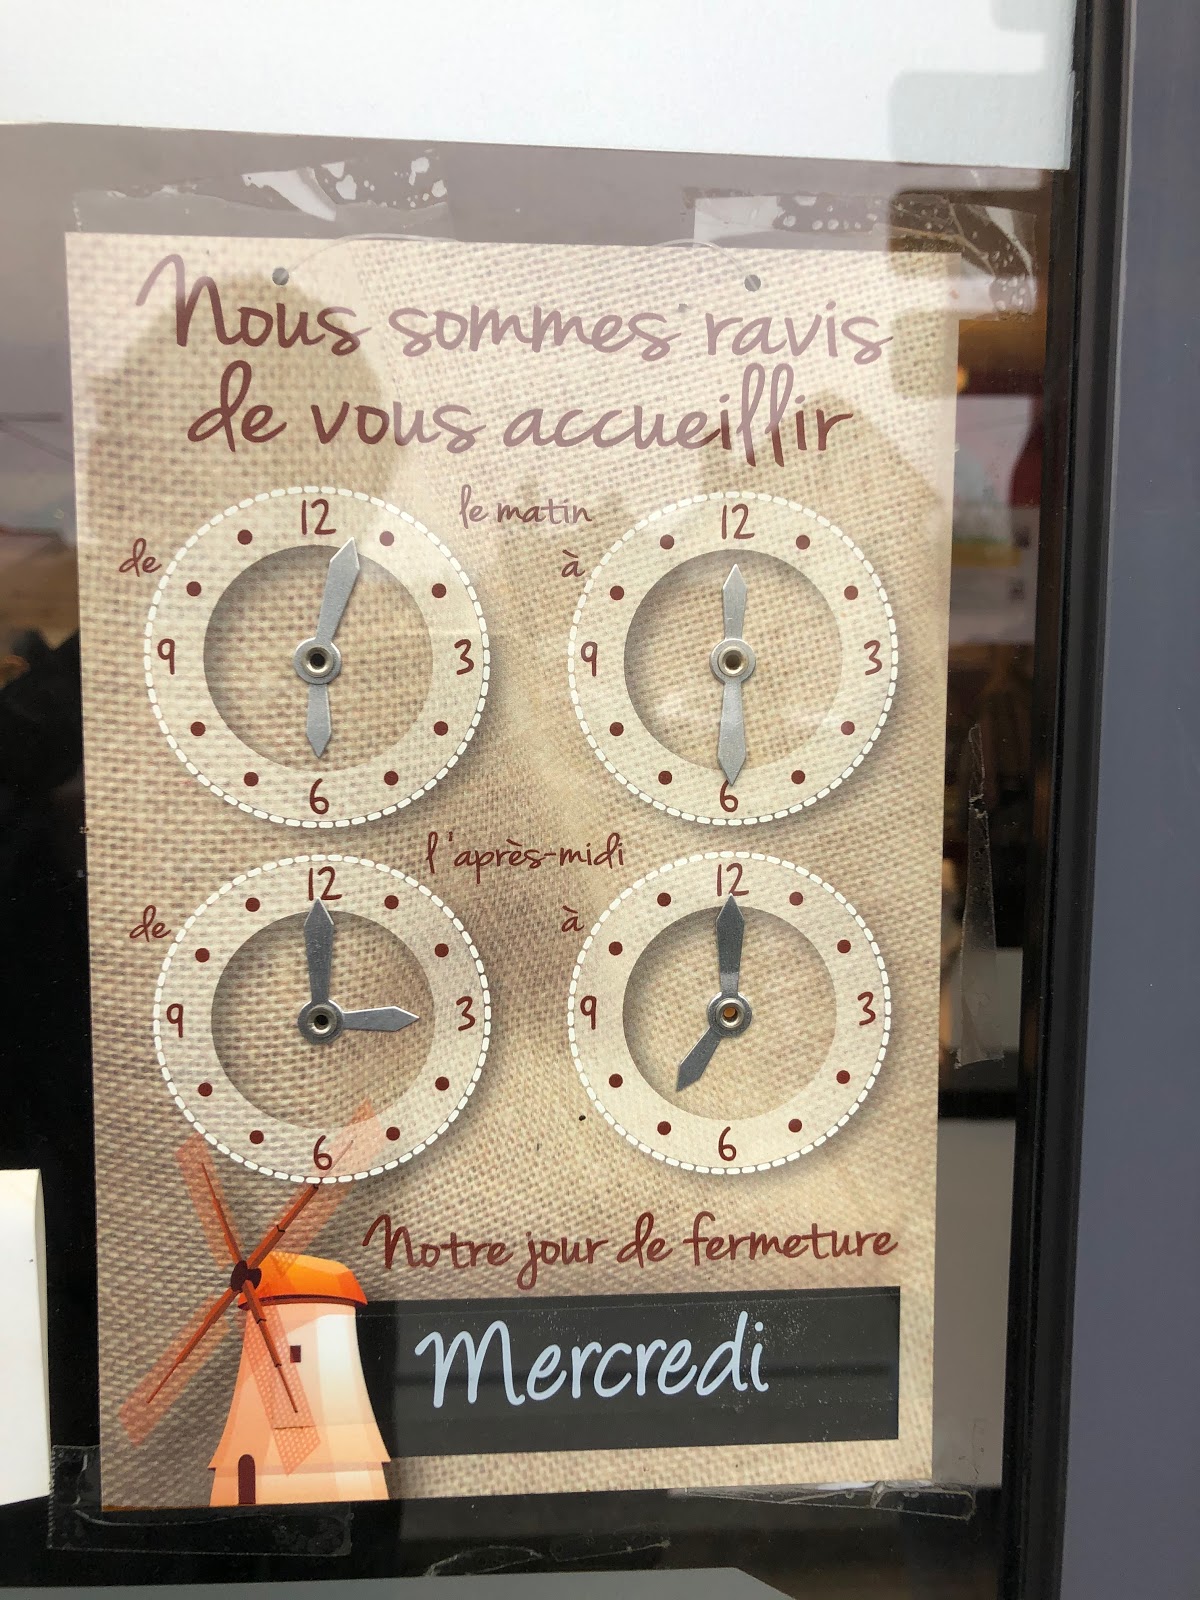 Nous sommes ravis
de vous accueillir
le matin
de
12
3
6
9
à
12
3
6
9
l'après-midi
de
12
3
6
9
à
12
3
6
9
Notre jour de fermeture
Mercredi